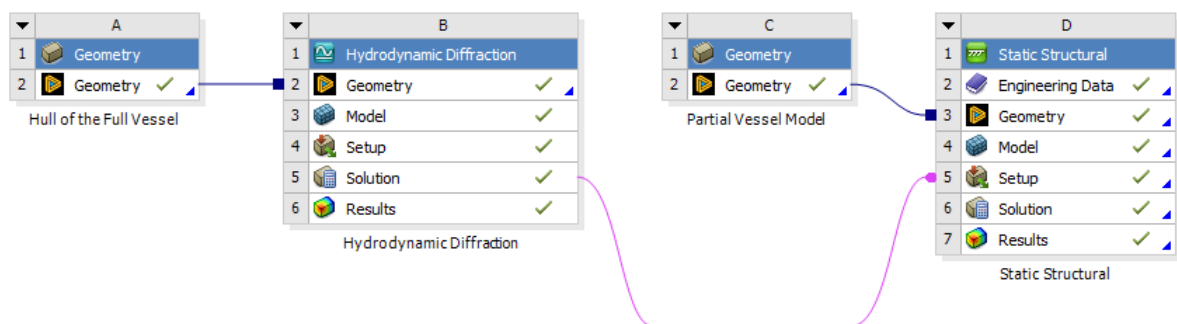 A
1 Geometry
2 Geometry
Hull of the Full Vessel
B
1 Hydrodynamic Diffraction
2 Geometry
3 Model
4 Setup
5 Solution
6 Results
Hydrodynamic Diffraction
C
1 Geometry
2 Geometry
Partial Vessel Model
D
1 Static Structural
2 Engineering Data
3 Geometry
4 Model
5 Setup
6 Solution
7 Results
Static Structural